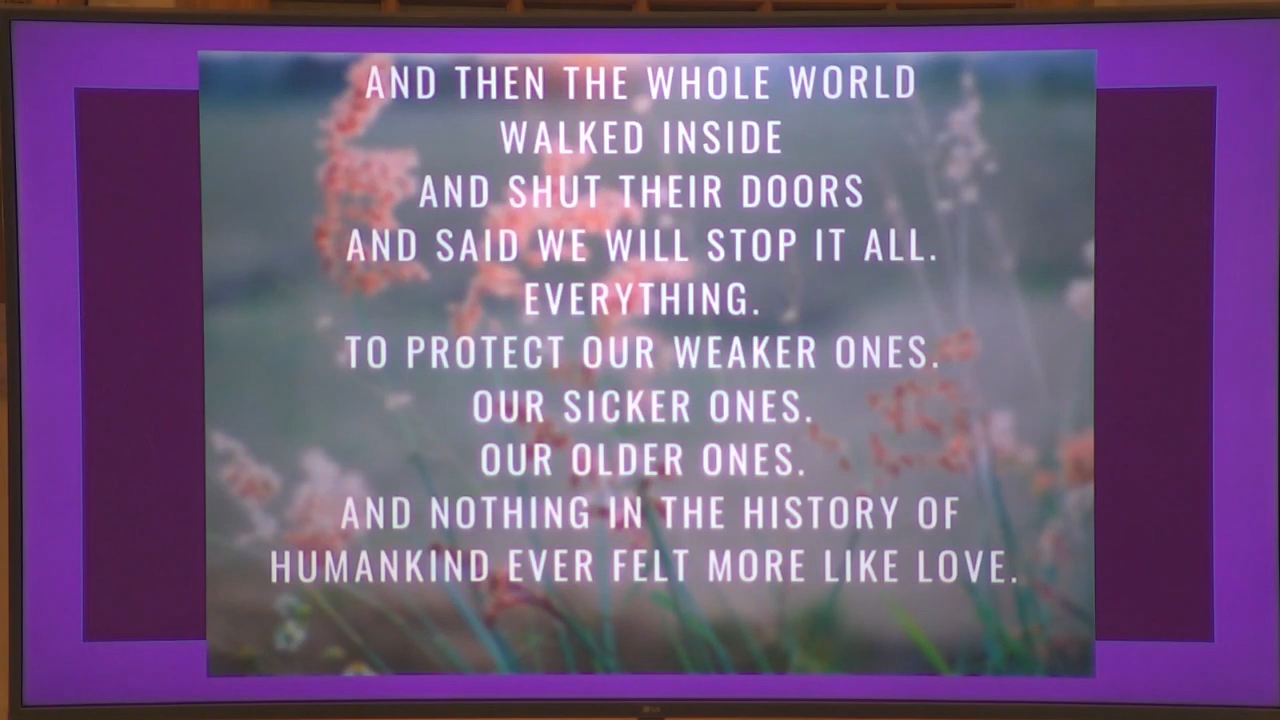 AND THEN THE WHOLE WORLD
WALKED INSIDE
AND SHUT THEIR DOORS
AND SAID WE WILL STOP IT ALL.
EVERYTHING.
TO PROTECT OUR WEAKER ONES.
OUR SICKER ONES.
OUR OLDER ONES.
AND NOTHING IN THE HISTORY OF
HUMANKIND EVER FELT MORE LIKE LOVE.
LG